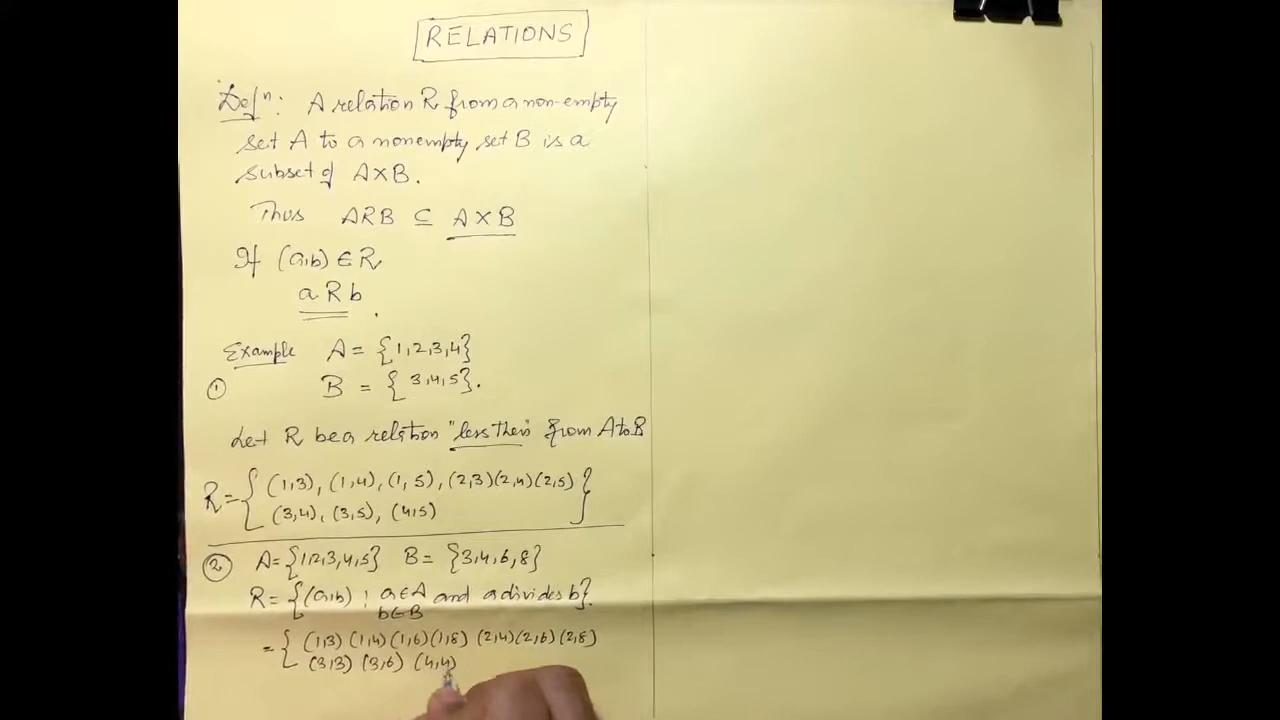 RELATIONS
Defⁿ: A relation R from a non-empty
set A to a nonempty set B is a
subset of A×B.
Thus ARB ⊆ A×B
If (a,b) ∈ R
a R b.
Example A = {1,2,3,4}
① B = {3,4,5}.
Let R be a relation "less then" from A to B
R = { (1,3), (1,4), (1,5), (2,3) (2,4) (2,5)
(3,4), (3,5), (4,5) }
② A = {1,2,3,4,5} B = {3,4,6,8}
R = {(a,b) : a∈A and a divides b}.
b∈B
= { (1,3) (1,4) (1,6) (1,8) (2,4) (2,6) (2,8)
(3,3) (3,6) (4,4)